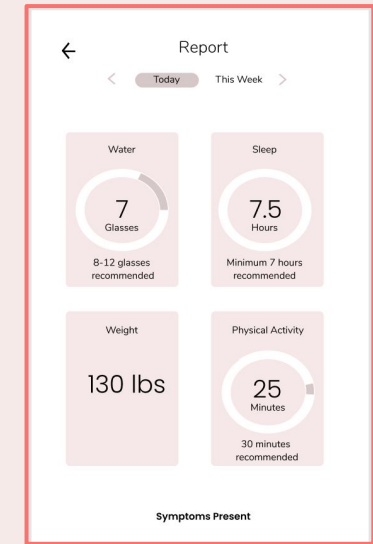 Report
Today
This Week
Water
7
Glasses
8-12 glasses
recommended
Sleep
7.5
Hours
Minimum 7 hours
recommended
Weight
130 lbs
Physical Activity
25
Minutes
30 minutes
recommended
Symptoms Present